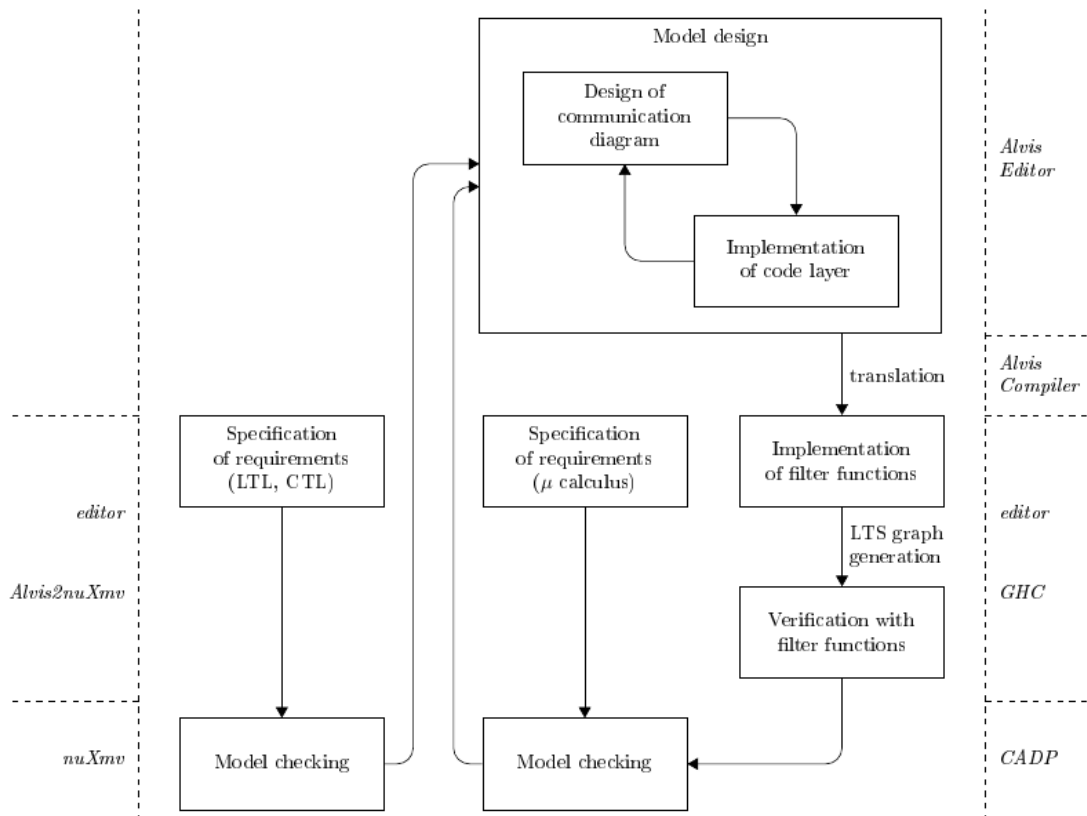 Model design
Design of
communication
diagram
Implementation
of code layer
Alvis
Editor
translation
Alvis
Compiler
Specification
of requirements
(LTL, CTL)
Specification
of requirements
(μ calculus)
Implementation
of filter functions
editor
Alvis2nuXmv
LTS graph
generation
editor
GHC
Verification with
filter functions
nuXmv
Model checking
Model checking
CADP